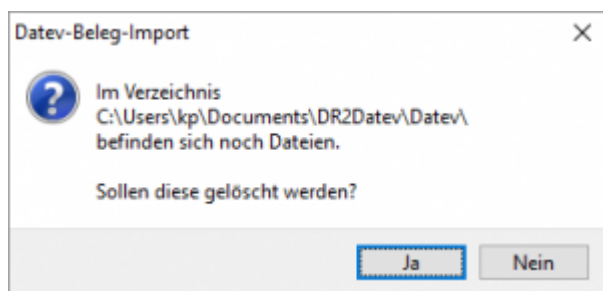 Datev-Beleg-Import
Im Verzeichnis
C:\Users\kp\Documents\DR2Datev\Datev\
befinden sich noch Dateien.
Sollen diese gelöscht werden?
Ja
Nein